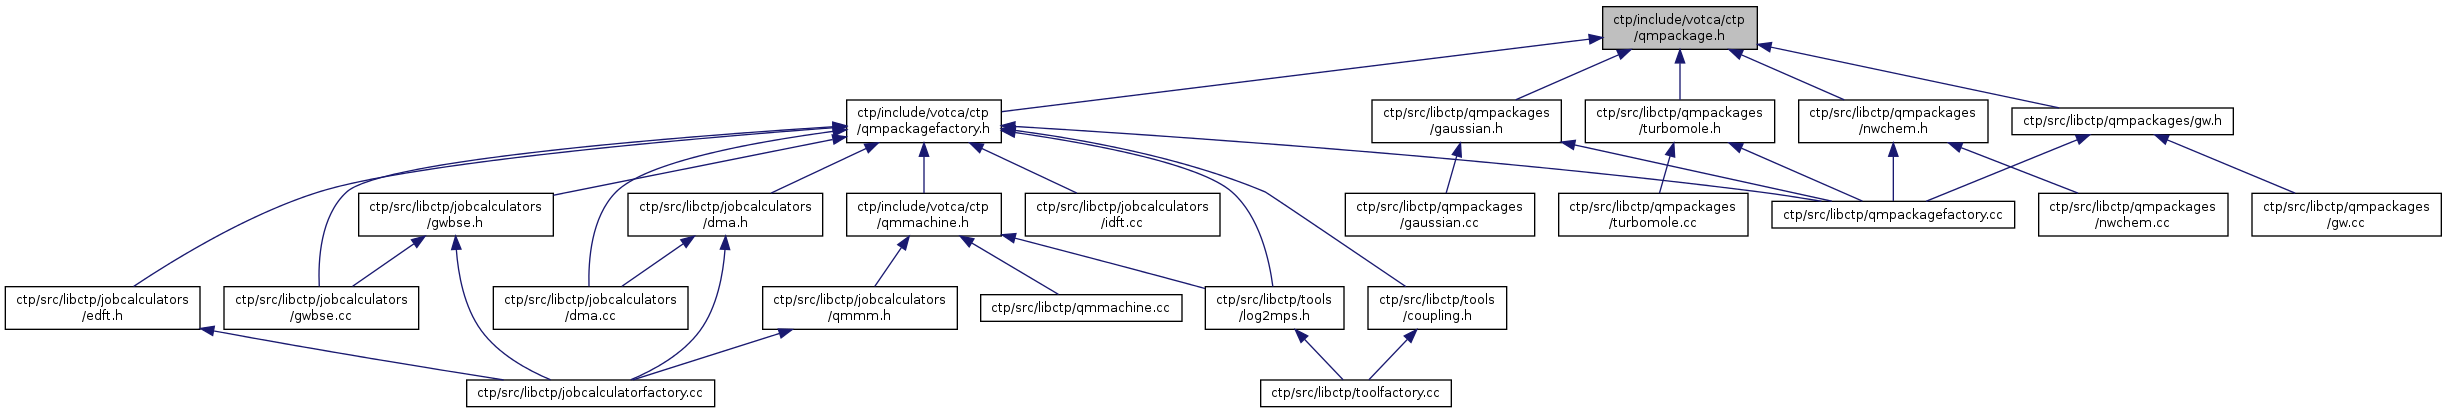 ctp/include/votca/ctp
/qmpackage.h
ctp/include/votca/ctp
/qmpackagefactory.h
ctp/src/libctp/qmpackages
/gaussian.h
ctp/src/libctp/qmpackages
/turbomole.h
ctp/src/libctp/qmpackages
/nwchem.h
ctp/src/libctp/qmpackages/gw.h
ctp/src/libctp/jobcalculators
/gwbse.h
ctp/src/libctp/jobcalculators
/dma.h
ctp/include/votca/ctp
/qmmachine.h
ctp/src/libctp/jobcalculators
/idft.cc
ctp/src/libctp/qmpackages
/gaussian.cc
ctp/src/libctp/qmpackages
/turbomole.cc
ctp/src/libctp/qmpackagefactory.cc
ctp/src/libctp/qmpackages
/nwchem.cc
ctp/src/libctp/qmpackages
/gw.cc
ctp/src/libctp/jobcalculators
/edft.h
ctp/src/libctp/jobcalculators
/gwbse.cc
ctp/src/libctp/jobcalculators
/dma.cc
ctp/src/libctp/jobcalculators
/qmmm.h
ctp/src/libctp/qmmachine.cc
ctp/src/libctp/tools
/log2mps.h
ctp/src/libctp/tools
/coupling.h
ctp/src/libctp/jobcalculatorfactory.cc
ctp/src/libctp/toolfactory.cc